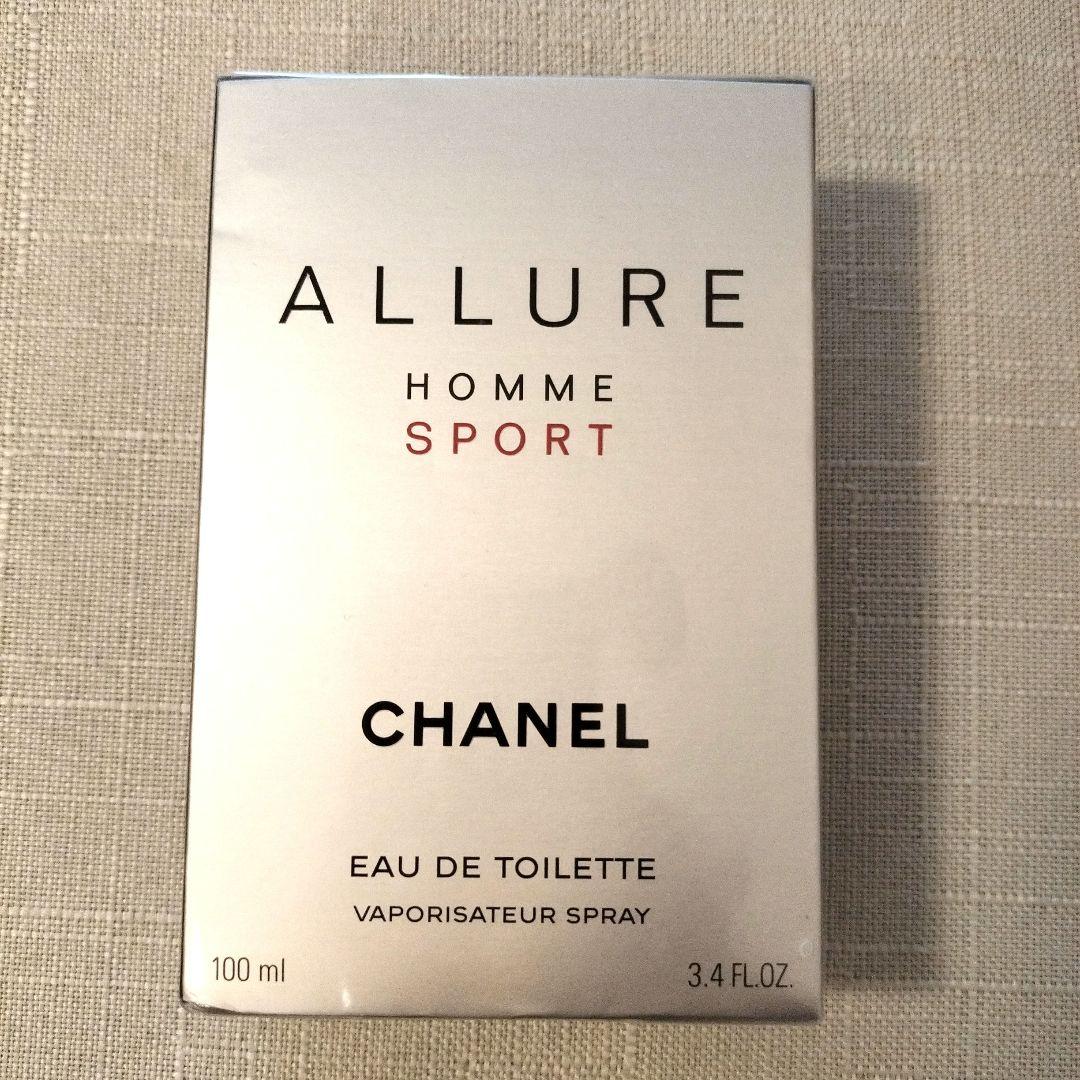 ALLURE
HOMME
SPORT
CHANEL
EAU DE TOILETTE
VAPORISATEUR SPRAY
100 ml 3.4 FL.OZ.